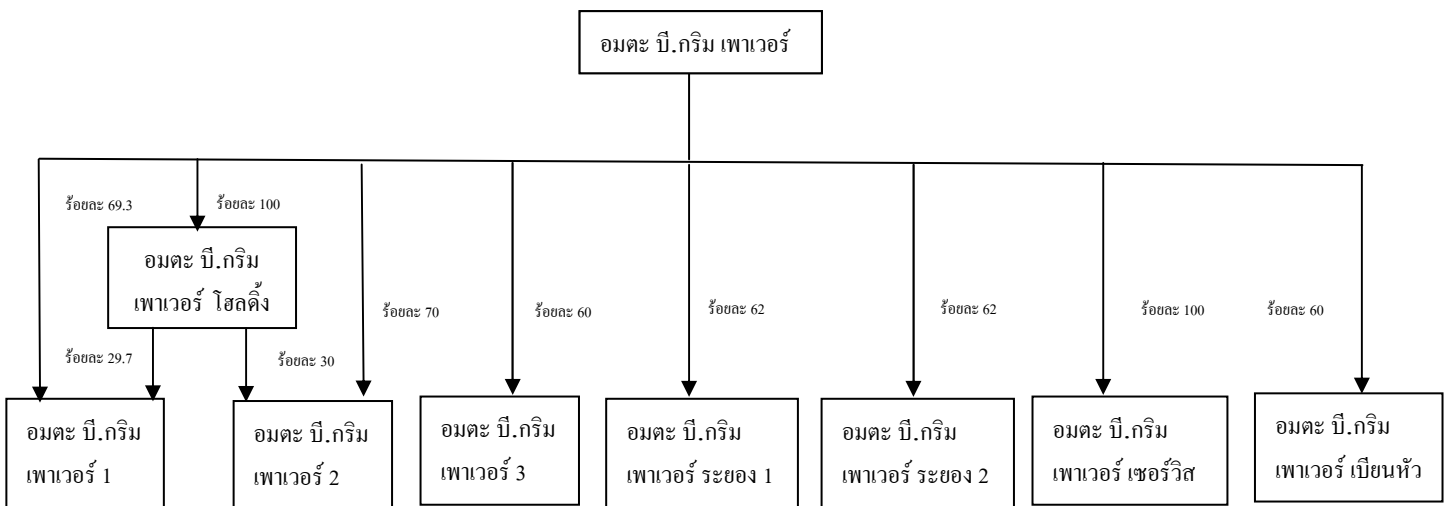 อมตะ บี.กริม เพาเวอร์
ร้อยละ 69.3
ร้อยละ 100
อมตะ บี.กริม
เพาเวอร์ โฮลดิ้ง
ร้อยละ 29.7
ร้อยละ 30
ร้อยละ 70
ร้อยละ 60
ร้อยละ 62
ร้อยละ 62
ร้อยละ 100
ร้อยละ 60
อมตะ บี.กริม
เพาเวอร์ 1
อมตะ บี.กริม
เพาเวอร์ 2
อมตะ บี.กริม
เพาเวอร์ 3
อมตะ บี.กริม
เพาเวอร์ ระยอง 1
อมตะ บี.กริม
เพาเวอร์ ระยอง 2
อมตะ บี.กริม
เพาเวอร์ เซอร์วิส
อมตะ บี.กริม
เพาเวอร์ เบียนหัว